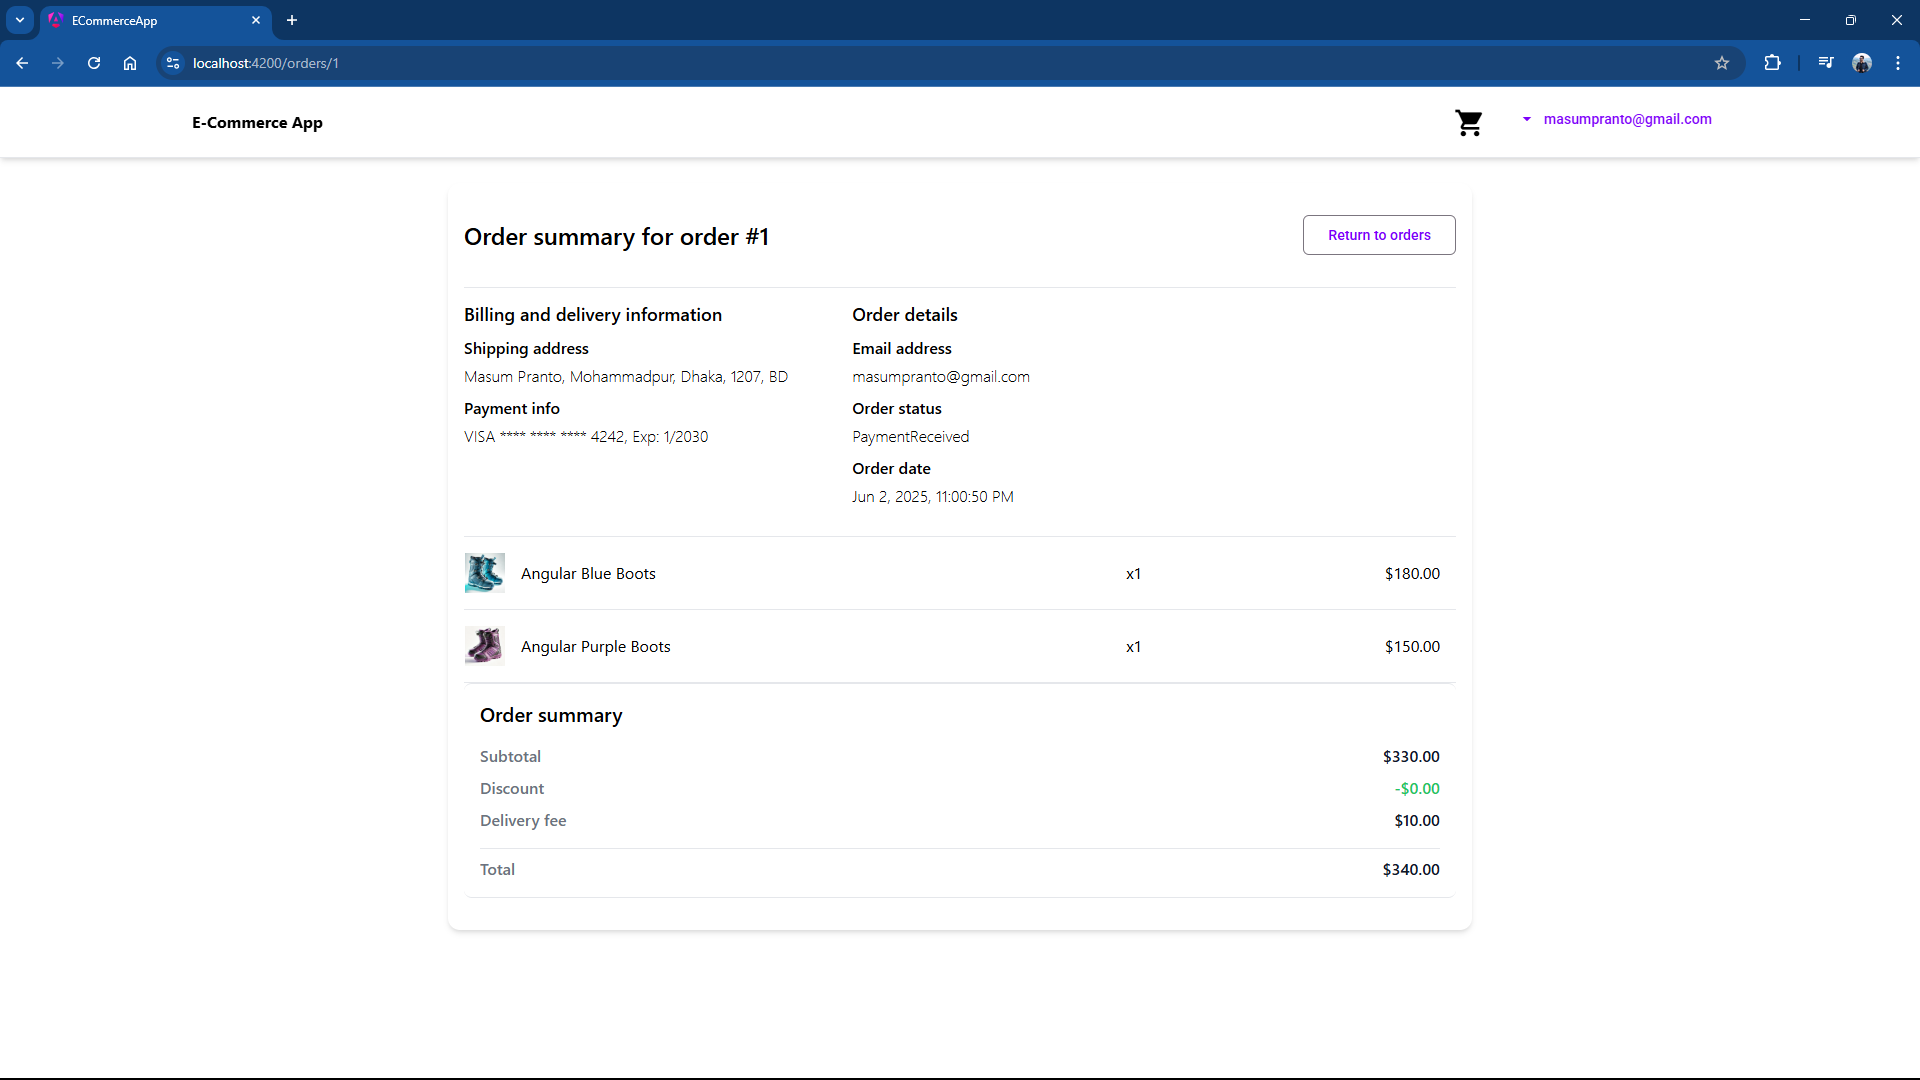 ECommerceApp
localhost:4200/orders/1
E-Commerce App
masumpranto@gmail.com
Order summary for order #1
Return to orders
Billing and delivery information
Shipping address
Masum Pranto, Mohammadpur, Dhaka, 1207, BD
Payment info
VISA **** **** **** 4242, Exp: 1/2030
Order details
Email address
masumpranto@gmail.com
Order status
PaymentReceived
Order date
Jun 2, 2025, 11:00:50 PM
Angular Blue Boots x1 $180.00
Angular Purple Boots x1 $150.00
Order summary
Subtotal $330.00
Discount -$0.00
Delivery fee $10.00
Total $340.00